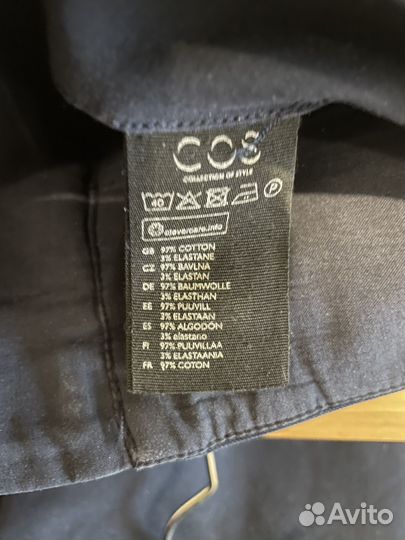 COS
COLLECTION OF STYLE
40
P
clevercare.info
GB 97% COTTON
3% ELASTANE
CZ 97% BAVLNA
3% ELASTAN
DE 97% BAUMWOLLE
3% ELASTHAN
EE 97% PUUVILL
3% ELASTAAN
ES 97% ALGODÓN
3% elastano
FI 97% PUUVILLAA
3% ELASTAANIA
FR 97% COTON
Avito